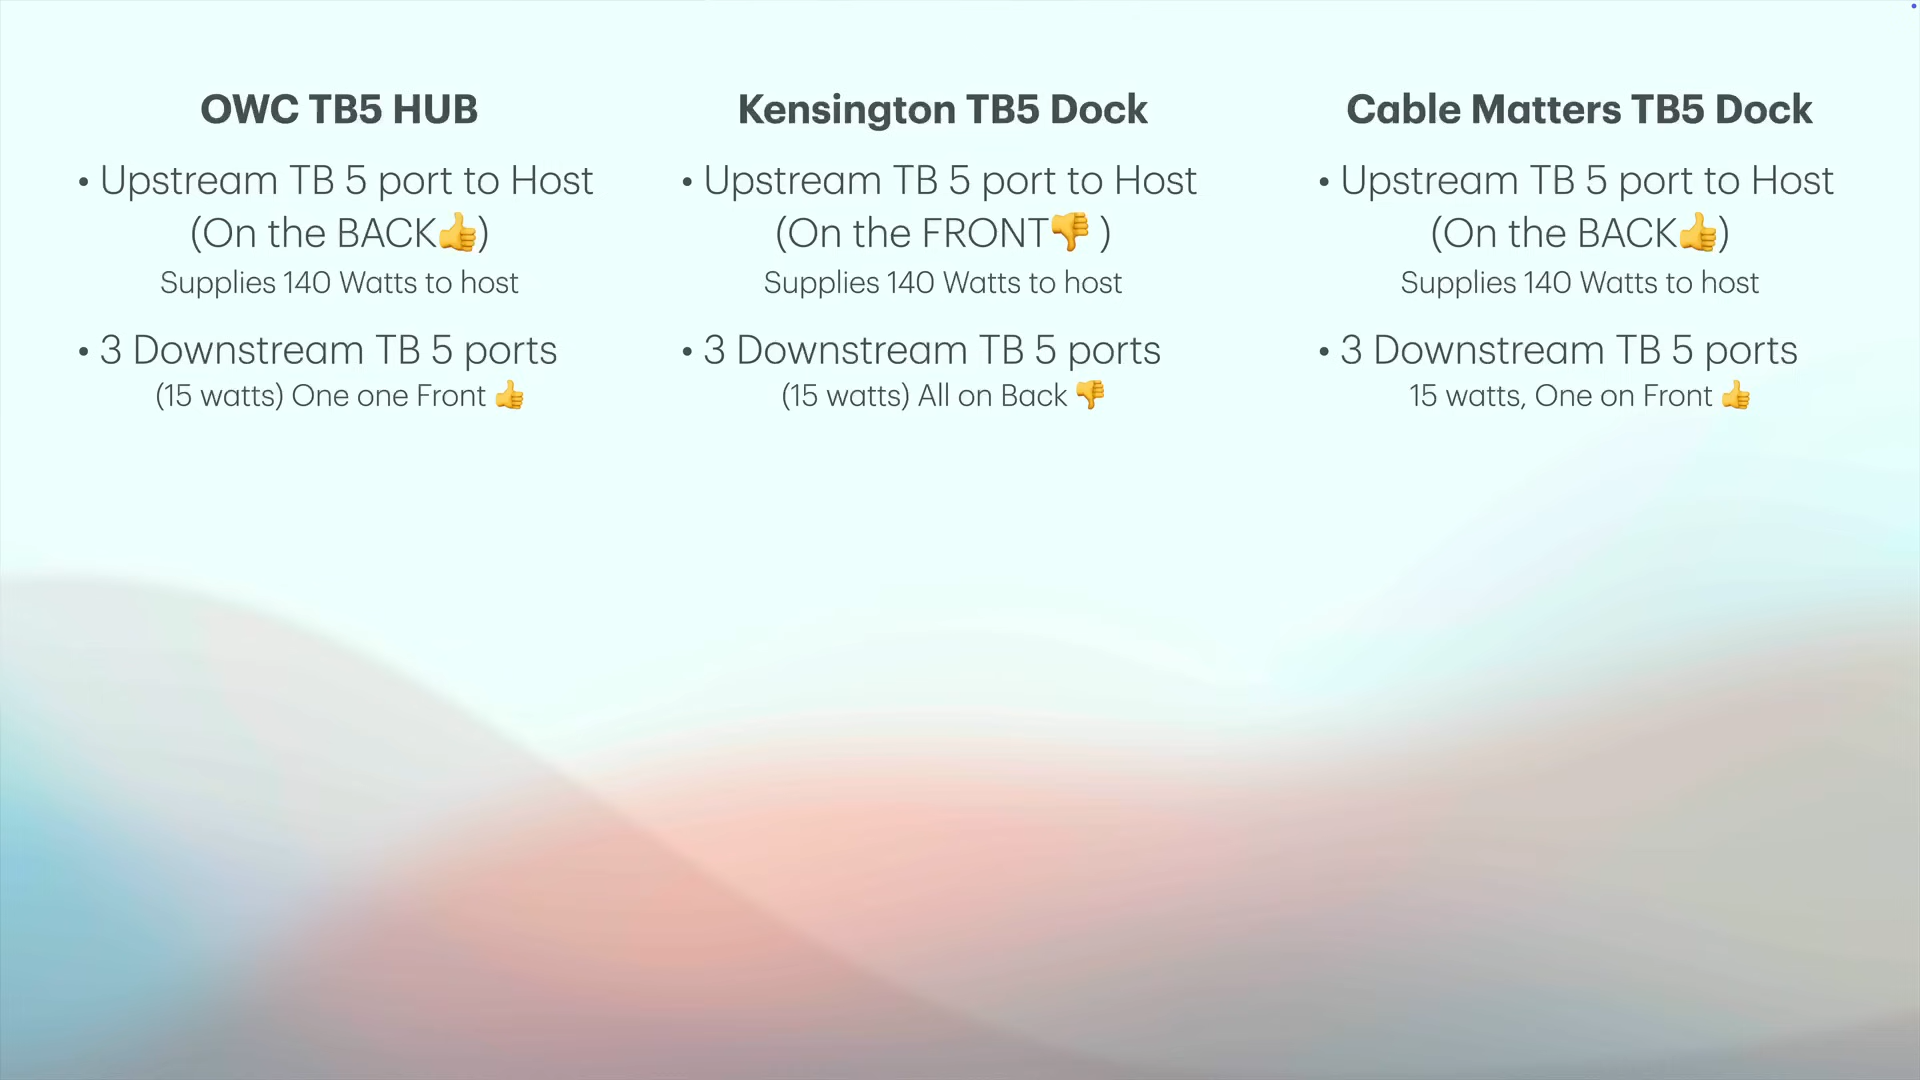 OWC TB5 HUB
• Upstream TB 5 port to Host
(On the BACK👍)
Supplies 140 Watts to host
• 3 Downstream TB 5 ports
(15 watts) One one Front 👍
Kensington TB5 Dock
• Upstream TB 5 port to Host
(On the FRONT👎 )
Supplies 140 Watts to host
• 3 Downstream TB 5 ports
(15 watts) All on Back 👎
Cable Matters TB5 Dock
• Upstream TB 5 port to Host
(On the BACK👍)
Supplies 140 Watts to host
• 3 Downstream TB 5 ports
15 watts, One on Front 👍